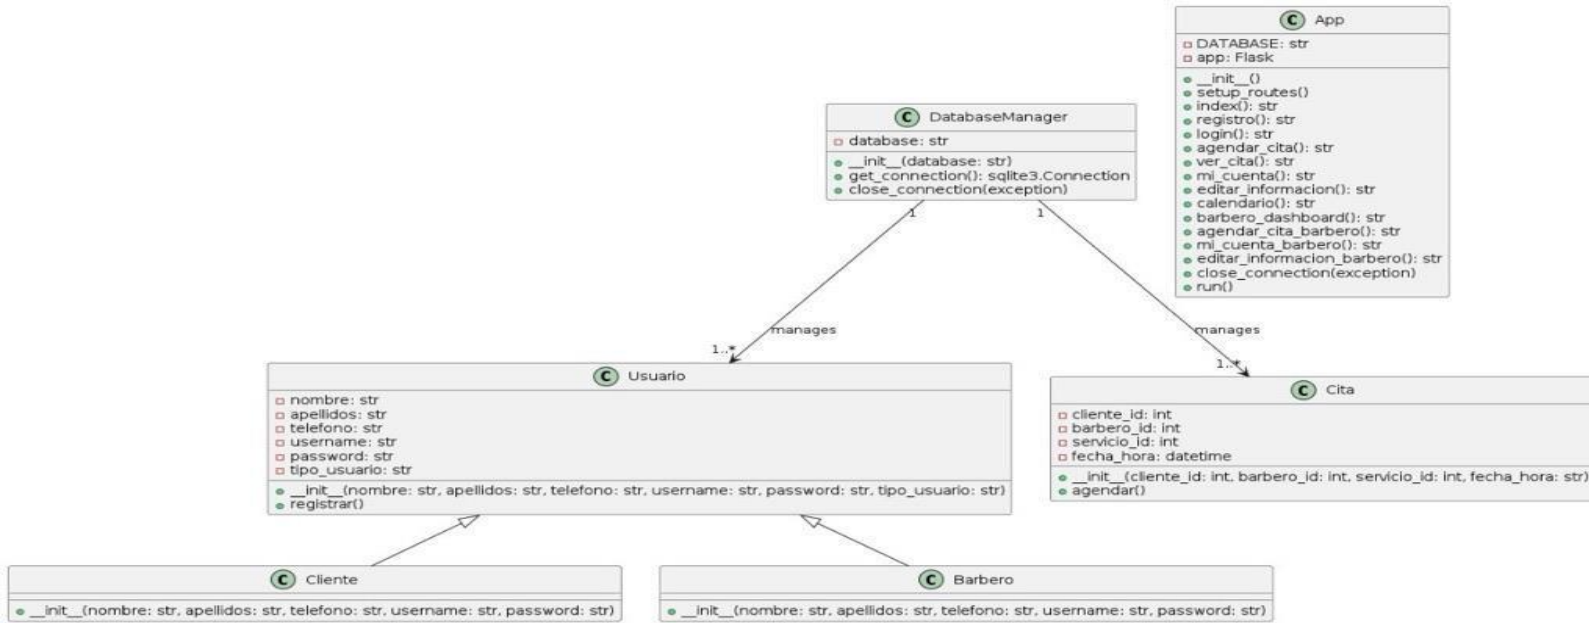 C App
DATABASE: str
app: Flask
__init__()
setup_routes()
index(): str
registro(): str
login(): str
agendar_cita(): str
ver_cita(): str
mi_cuenta(): str
editar_informacion(): str
calendario(): str
barbero_dashboard(): str
agendar_cita_barbero(): str
mi_cuenta_barbero(): str
editar_informacion_barbero(): str
close_connection(exception)
run()
C DatabaseManager
database: str
__init__(database: str)
get_connection(): sqlite3.Connection
close_connection(exception)
1
1
manages
manages
1..*
1..*
C Usuario
nombre: str
apellidos: str
telefono: str
username: str
password: str
tipo_usuario: str
__init__(nombre: str, apellidos: str, telefono: str, username: str, password: str, tipo_usuario: str)
registrar()
C Cita
cliente_id: int
barbero_id: int
servicio_id: int
fecha_hora: datetime
__init__(cliente_id: int, barbero_id: int, servicio_id: int, fecha_hora: str)
agendar()
C Cliente
__init__(nombre: str, apellidos: str, telefono: str, username: str, password: str)
C Barbero
__init__(nombre: str, apellidos: str, telefono: str, username: str, password: str)